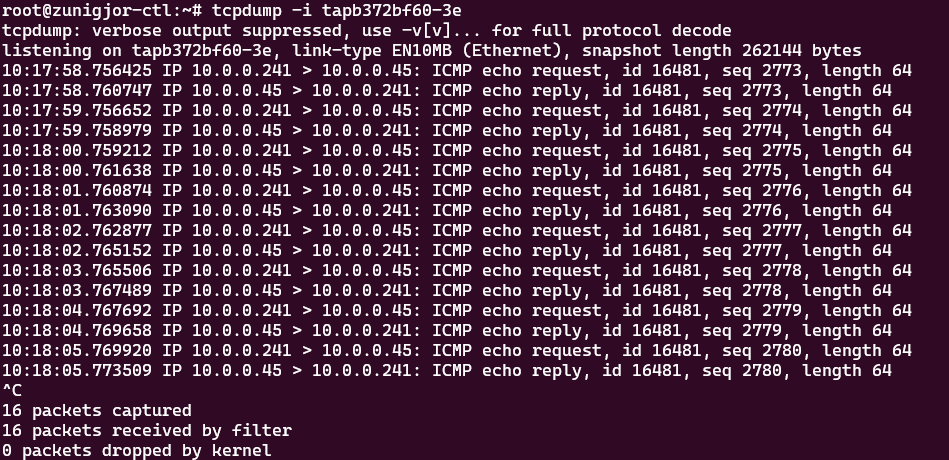 root@zunigjor-ctl:~# tcpdump -i tapb372bf60-3e
tcpdump: verbose output suppressed, use -v[v]... for full protocol decode
listening on tapb372bf60-3e, link-type EN10MB (Ethernet), snapshot length 262144 bytes
10:17:58.756425 IP 10.0.0.241 > 10.0.0.45: ICMP echo request, id 16481, seq 2773, length 64
10:17:58.760747 IP 10.0.0.45 > 10.0.0.241: ICMP echo reply, id 16481, seq 2773, length 64
10:17:59.756652 IP 10.0.0.241 > 10.0.0.45: ICMP echo request, id 16481, seq 2774, length 64
10:17:59.758979 IP 10.0.0.45 > 10.0.0.241: ICMP echo reply, id 16481, seq 2774, length 64
10:18:00.759212 IP 10.0.0.241 > 10.0.0.45: ICMP echo request, id 16481, seq 2775, length 64
10:18:00.761638 IP 10.0.0.45 > 10.0.0.241: ICMP echo reply, id 16481, seq 2775, length 64
10:18:01.760874 IP 10.0.0.241 > 10.0.0.45: ICMP echo request, id 16481, seq 2776, length 64
10:18:01.763090 IP 10.0.0.45 > 10.0.0.241: ICMP echo reply, id 16481, seq 2776, length 64
10:18:02.762877 IP 10.0.0.241 > 10.0.0.45: ICMP echo request, id 16481, seq 2777, length 64
10:18:02.765152 IP 10.0.0.45 > 10.0.0.241: ICMP echo reply, id 16481, seq 2777, length 64
10:18:03.765506 IP 10.0.0.241 > 10.0.0.45: ICMP echo request, id 16481, seq 2778, length 64
10:18:03.767489 IP 10.0.0.45 > 10.0.0.241: ICMP echo reply, id 16481, seq 2778, length 64
10:18:04.767692 IP 10.0.0.241 > 10.0.0.45: ICMP echo request, id 16481, seq 2779, length 64
10:18:04.769658 IP 10.0.0.45 > 10.0.0.241: ICMP echo reply, id 16481, seq 2779, length 64
10:18:05.769920 IP 10.0.0.241 > 10.0.0.45: ICMP echo request, id 16481, seq 2780, length 64
10:18:05.773509 IP 10.0.0.45 > 10.0.0.241: ICMP echo reply, id 16481, seq 2780, length 64
^C
16 packets captured
16 packets received by filter
0 packets dropped by kernel